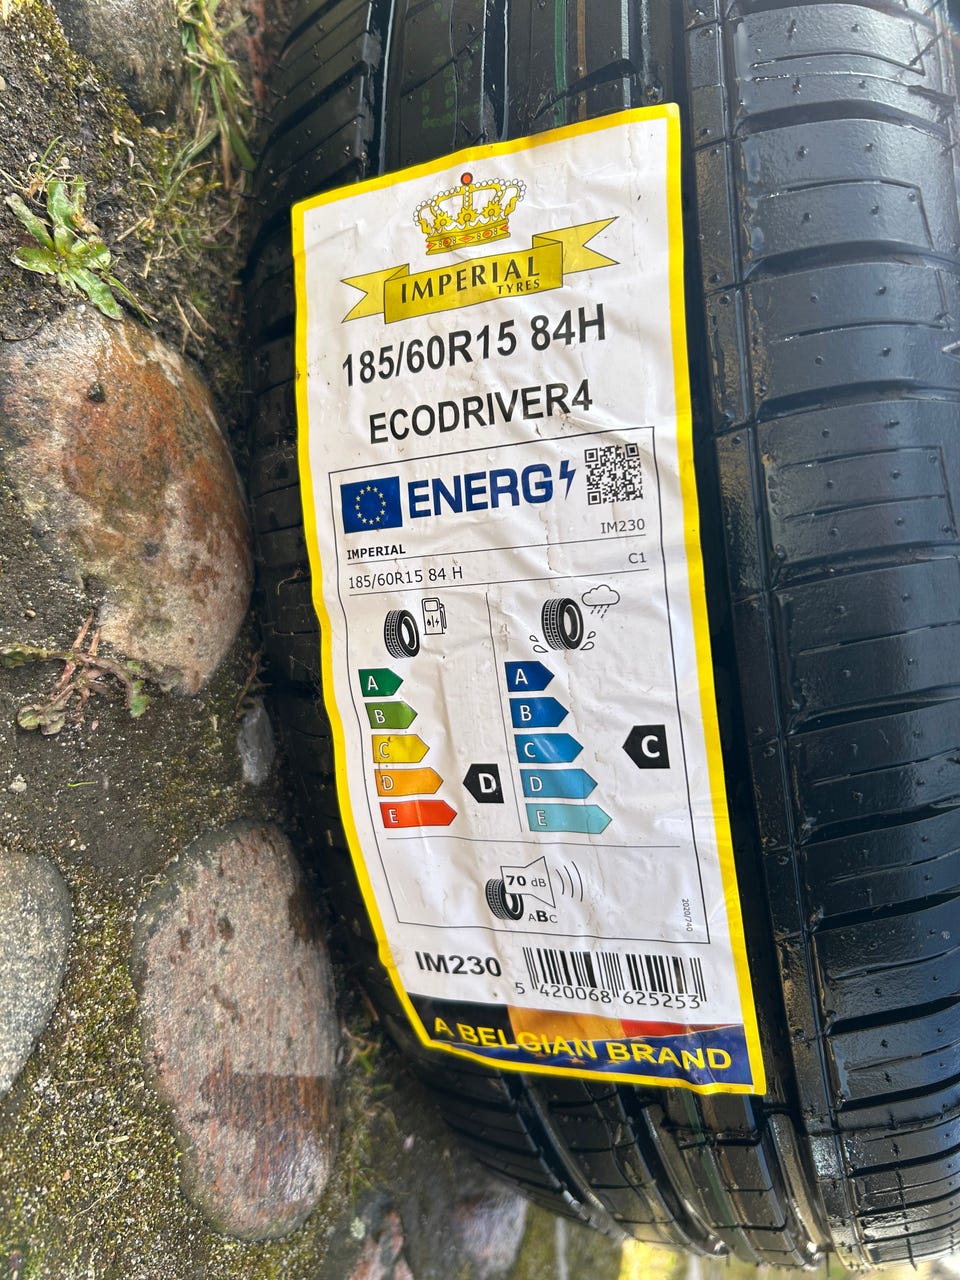 IMPERIAL
TYRES
185/60R15 84H
ECODRIVER4
ENERG
IMPERIAL IM230
185/60R15 84 H C1
A A
B B
C C C
D D D
E E
70 dB
ABC
2020/740
IM230
5 420068 625253
A BELGIAN BRAND